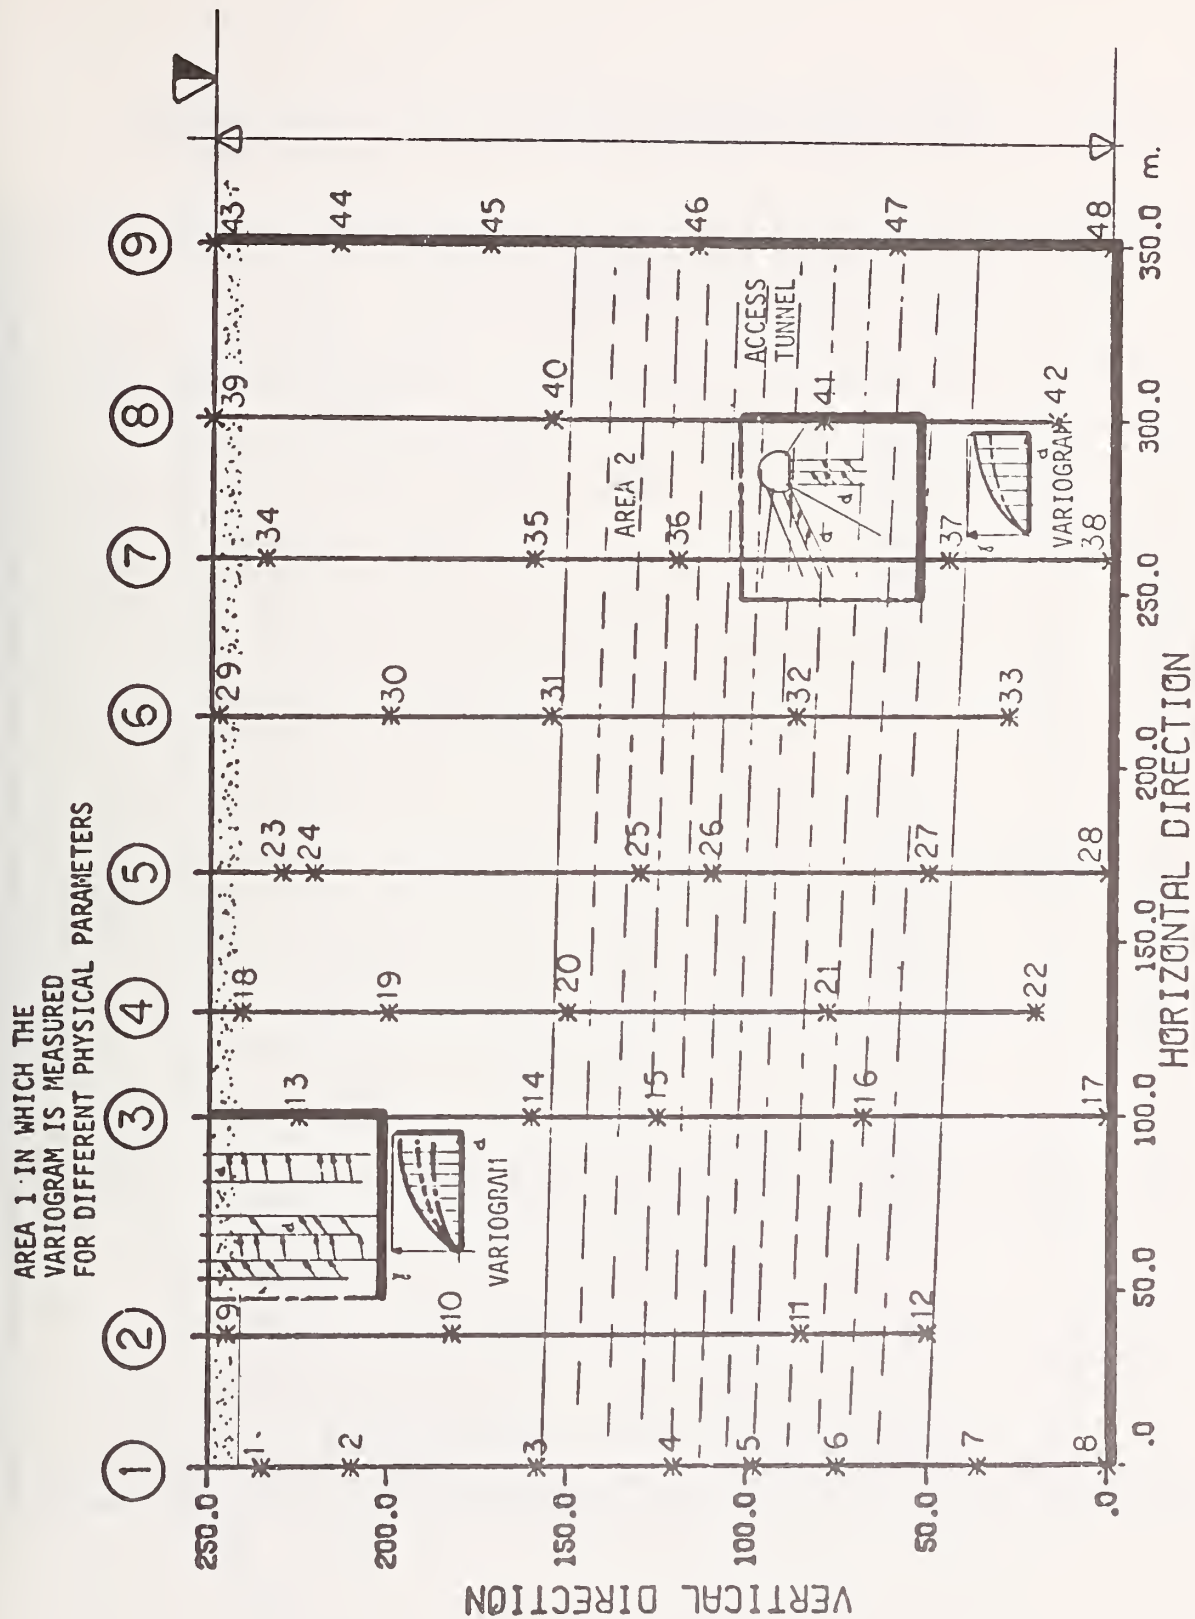 AREA 1 IN WHICH THE
VARIOGRAM IS MEASURED
FOR DIFFERENT PHYSICAL PARAMETERS
1 2 3 4 5 6 7 8 9
250.0
200.0
150.0
100.0
50.0
.0
VERTICAL DIRECTION
1
2
3
4
5
6
7
8
9
10
11
12
13
14
15
16
17
18
19
20
21
22
23
24
25
26
27
28
29
30
31
32
33
34
35
36
37
38
39
40
41
42
43
44
45
46
47
48
γ
d
d
VARIOGRAM
AREA 2
ACCESS
TUNNEL
d
d
γ
d
VARIOGRAM
.0 50.0 100.0 150.0 200.0 250.0 300.0 350.0 m.
HORIZONTAL DIRECTION